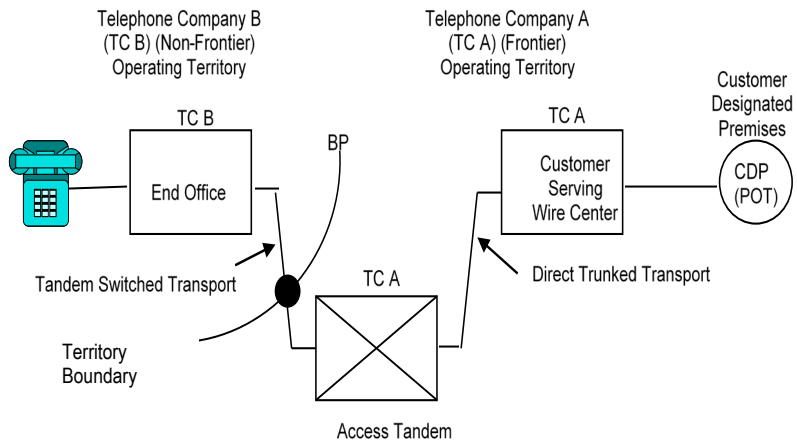 Telephone Company B
(TC B) (Non-Frontier)
Operating Territory
Telephone Company A
(TC A) (Frontier)
Operating Territory
Customer
Designated
Premises
TC B
BP
TC A
End Office
Customer
Serving
Wire Center
CDP
(POT)
Tandem Switched Transport
TC A
Direct Trunked Transport
Territory
Boundary
Access Tandem